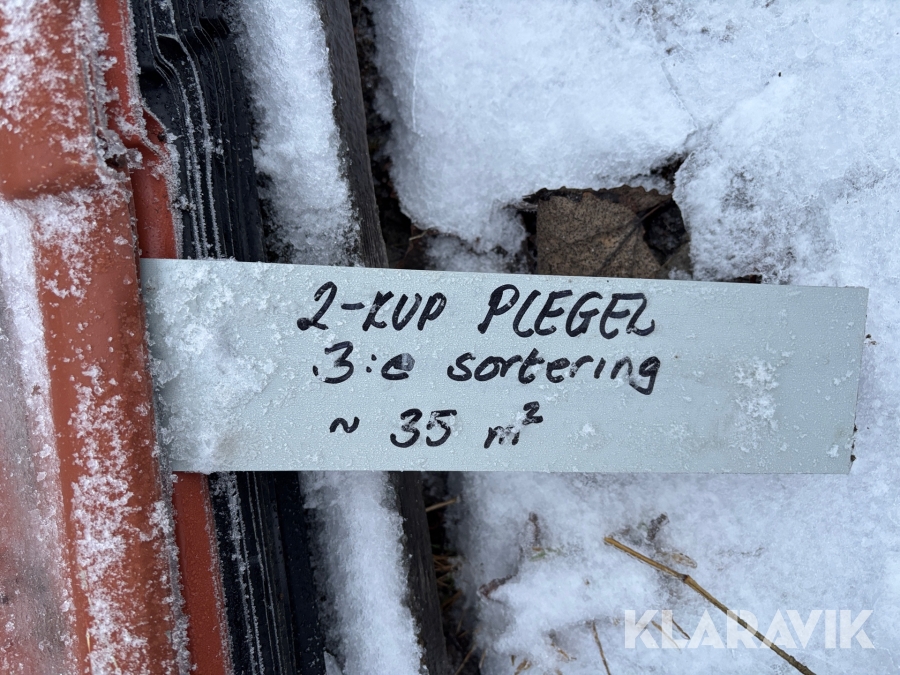 2-KUP PLEGEL
3:e sortering
~ 35 m²
KLARAVIK